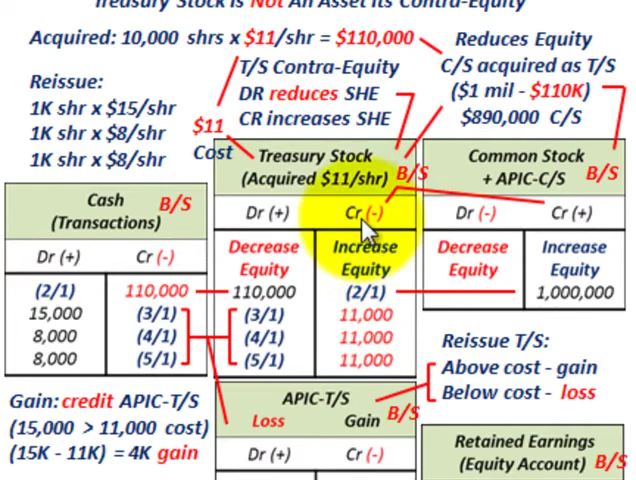 Treasury Stock is Not An Asset its Contra-Equity
Acquired: 10,000 shrs x $11/shr = $110,000
Reissue:
1K shr x $15/shr
1K shr x $8/shr
1K shr x $8/shr
$11
Cost
T/S Contra-Equity
DR reduces SHE
CR increases SHE
Reduces Equity
C/S acquired as T/S
($1 mil - $110K)
$890,000 C/S
Cash B/S
(Transactions)
Dr (+) Cr (-)
(2/1) 110,000
15,000 (3/1)
8,000 (4/1)
8,000 (5/1)
Treasury Stock B/S
(Acquired $11/shr)
Dr (+) Cr (-)
Decrease Increase
Equity Equity
110,000 (2/1)
(3/1) 11,000
(4/1) 11,000
(5/1) 11,000
Common Stock
+ APIC-C/S B/S
Dr (-) Cr (+)
Decrease Increase
Equity Equity
1,000,000
Reissue T/S:
Above cost - gain
Below cost - loss
Gain: credit APIC-T/S
(15,000 > 11,000 cost)
(15K - 11K) = 4K gain
APIC-T/S
Loss Gain B/S
Dr (+) Cr (-)
Retained Earnings
(Equity Account) B/S